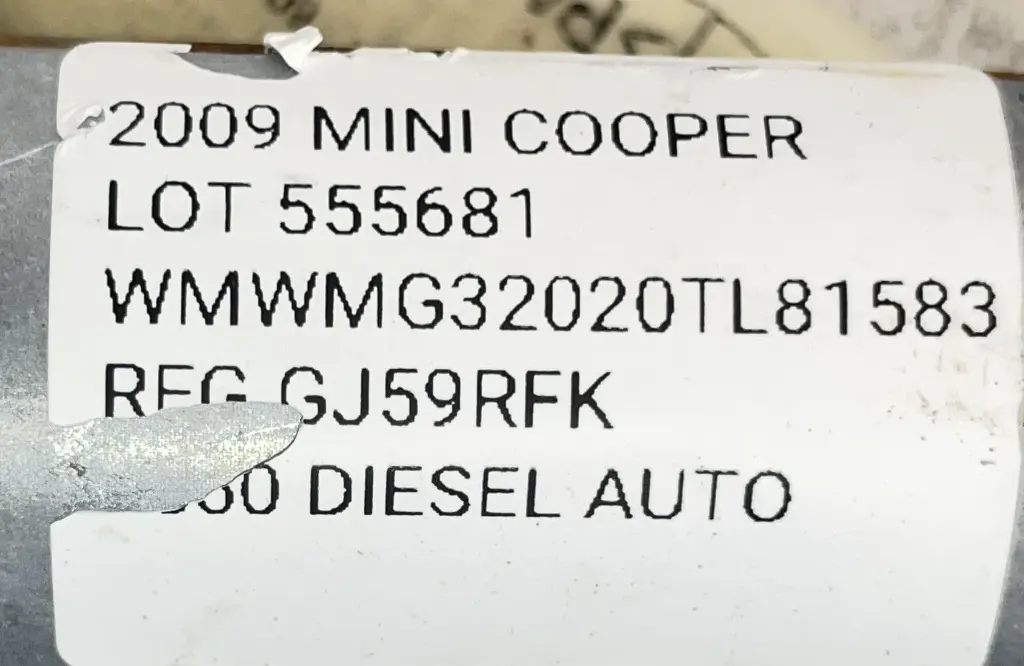 2009 MINI COOPER
LOT 555681
WMWMG32020TL81583
REG GJ59RFK
DIESEL AUTO